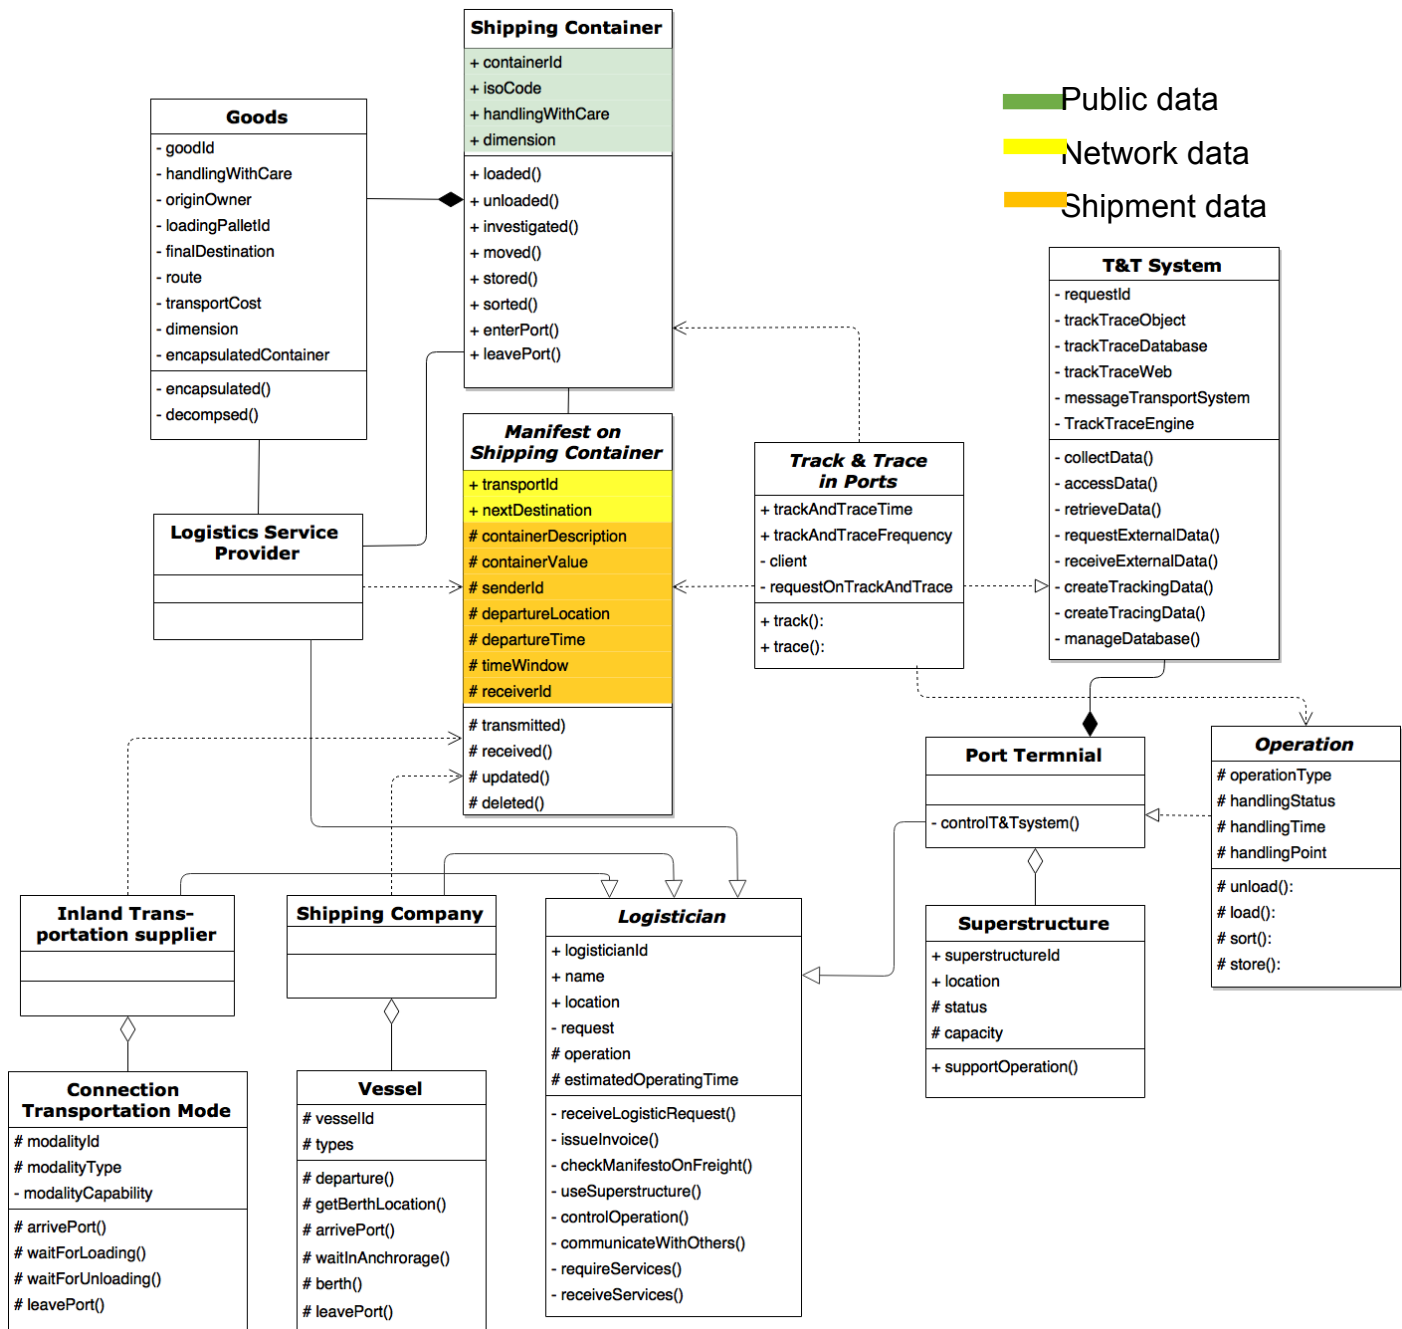 Shipping Container
+ containerId
+ isoCode
+ handlingWithCare
+ dimension
+ loaded()
+ unloaded()
+ investigated()
+ moved()
+ stored()
+ sorted()
+ enterPort()
+ leavePort()
Public data
Network data
Shipment data
Goods
- goodId
- handlingWithCare
- originOwner
- loadingPalletId
- finalDestination
- route
- transportCost
- dimension
- encapsulatedContainer
- encapsulated()
- decompsed()
T&T System
- requestId
- trackTraceObject
- trackTraceDatabase
- trackTraceWeb
- messageTransportSystem
- TrackTraceEngine
- collectData()
- accessData()
- retrieveData()
- requestExternalData()
- receiveExternalData()
- createTrackingData()
- createTracingData()
- manageDatabase()
Manifest on
Shipping Container
+ transportId
+ nextDestination
# containerDescription
# containerValue
# senderId
# departureLocation
# departureTime
# timeWindow
# receiverId
# transmitted)
# received()
# updated()
# deleted()
Track & Trace
in Ports
+ trackAndTraceTime
+ trackAndTraceFrequency
- client
- requestOnTrackAndTrace
+ track():
+ trace():
Logistics Service
Provider
Port Termnial
- controlT&Tsystem()
Operation
# operationType
# handlingStatus
# handlingTime
# handlingPoint
# unload():
# load():
# sort():
# store():
Inland Trans-
portation supplier
Shipping Company
Logistician
+ logisticianId
+ name
+ location
- request
# operation
# estimatedOperatingTime
- receiveLogisticRequest()
- issueInvoice()
- checkManifestoOnFreight()
- useSuperstructure()
- controlOperation()
- communicateWithOthers()
- requireServices()
- receiveServices()
Superstructure
+ superstructureId
+ location
# status
# capacity
+ supportOperation()
Connection
Transportation Mode
# modalityId
# modalityType
- modalityCapability
# arrivePort()
# waitForLoading()
# waitForUnloading()
# leavePort()
Vessel
# vesselId
# types
# departure()
# getBerthLocation()
# arrivePort()
# waitInAnchrorage()
# berth()
# leavePort()